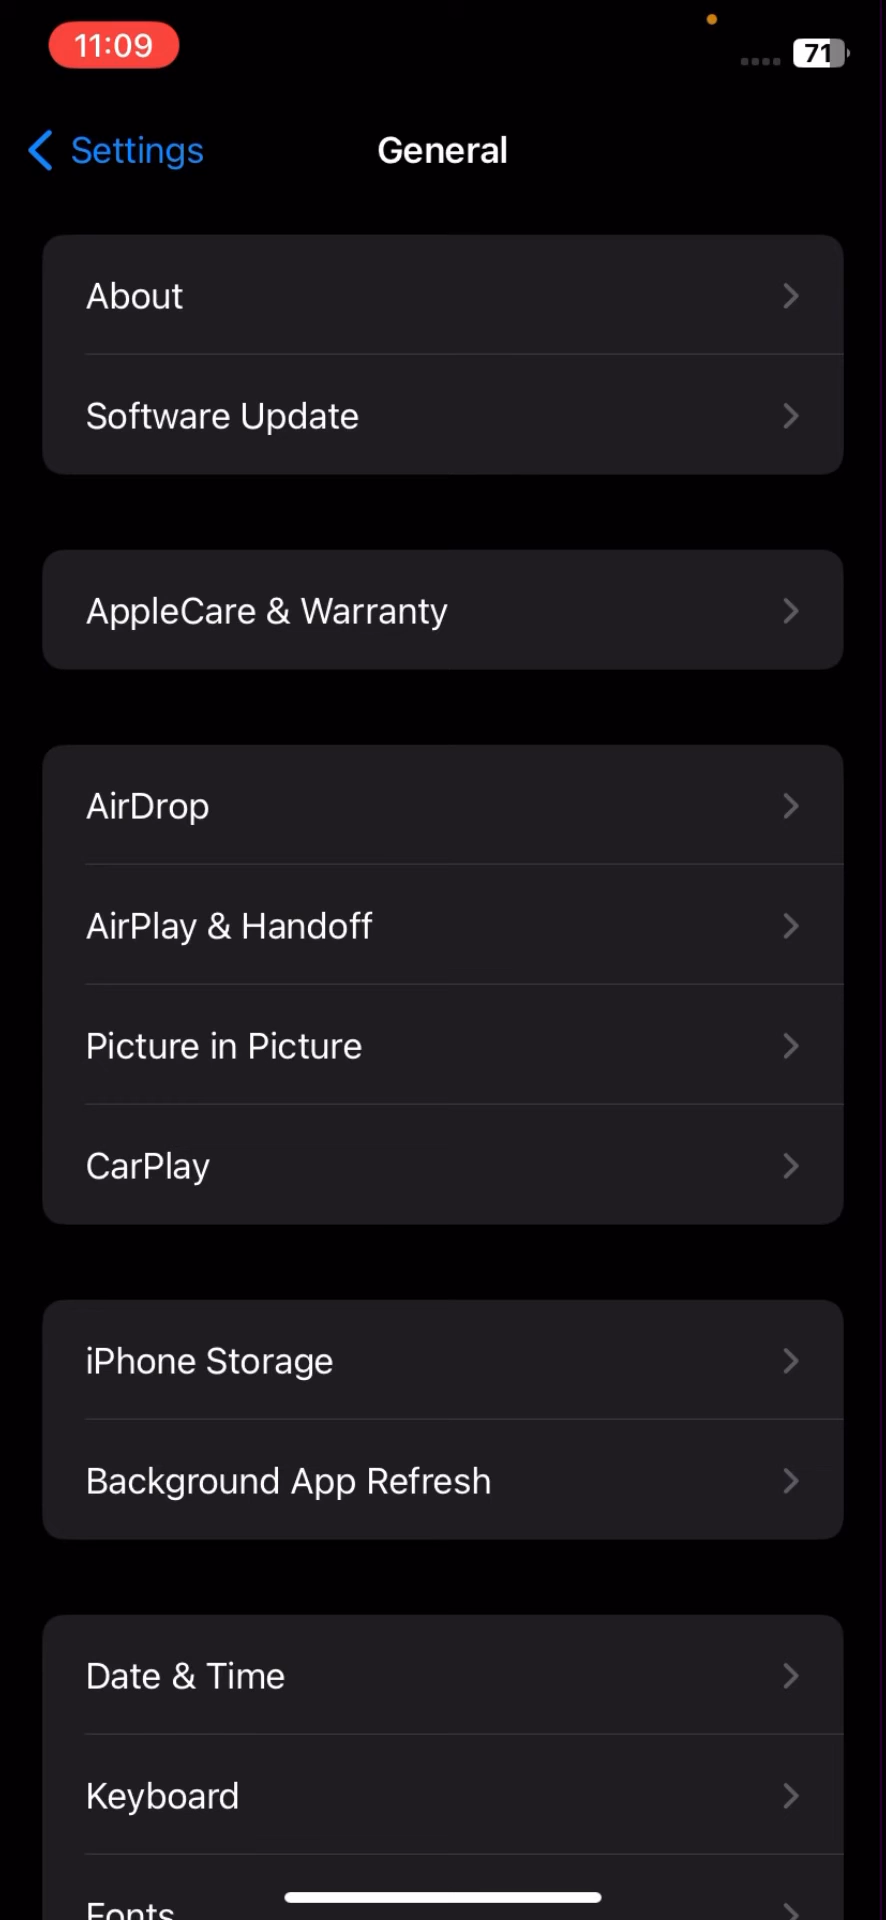 11:09
71
Settings
General
About
Software Update
AppleCare & Warranty
AirDrop
AirPlay & Handoff
Picture in Picture
CarPlay
iPhone Storage
Background App Refresh
Date & Time
Keyboard
Fonts